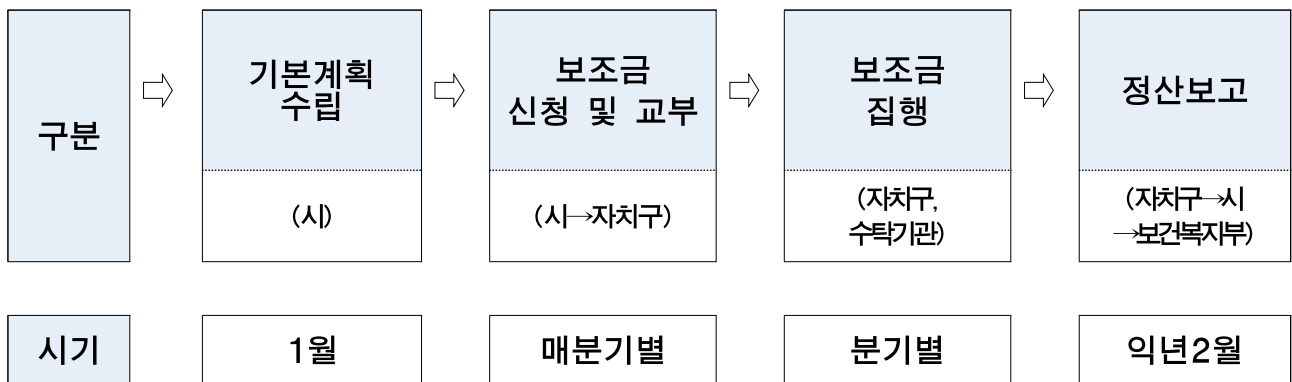 구분
기본계획
수립
(시)
보조금
신청 및 교부
(시→자치구)
보조금
집행
(자치구,
수탁기관)
정산보고
(자치구→시
→보건복지부)
시기
1월
매분기별
분기별
익년2월